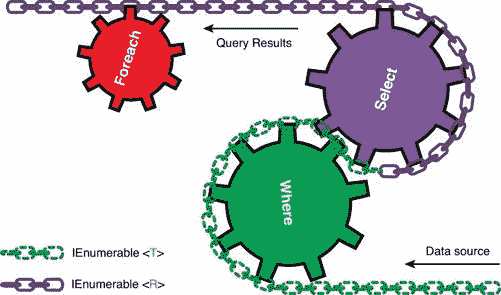 Foreach
Query Results
Select
Where
IEnumerable <T>
Data source
IEnumerable <R>